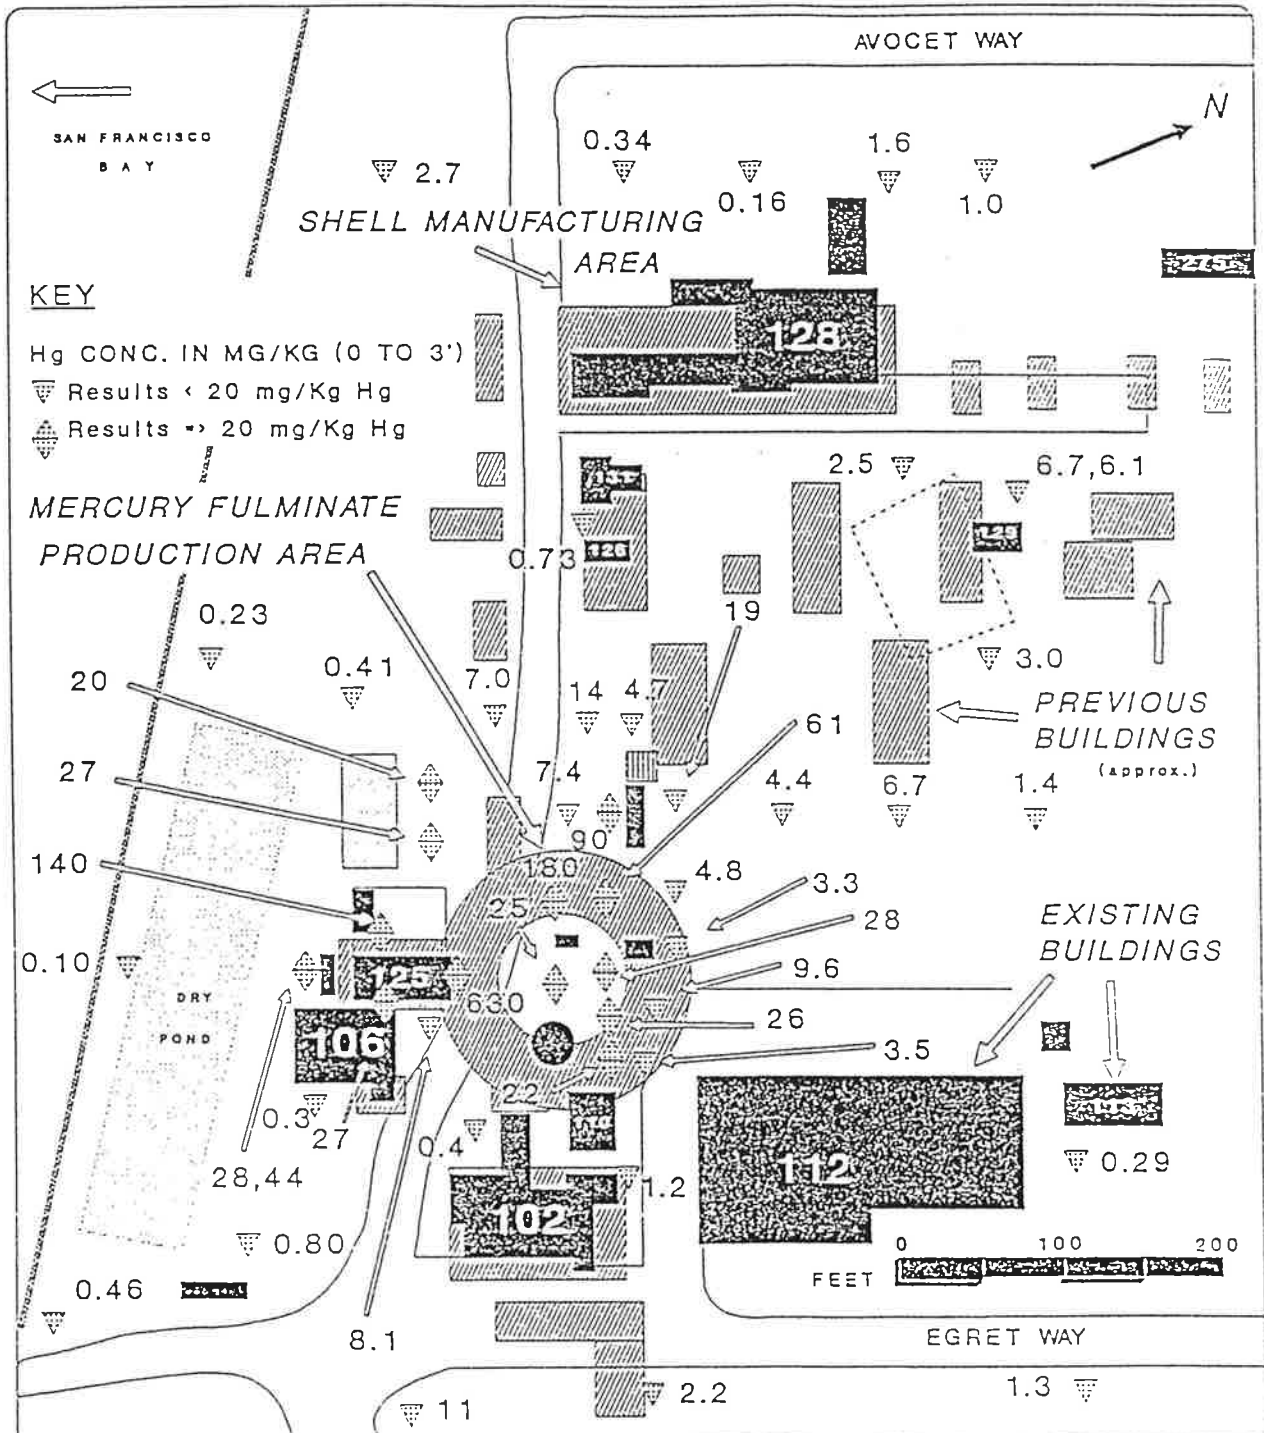 AVOCET WAY
N
SAN FRANCISCO
BAY
0.34
1.6
2.7
0.16
1.0
SHELL MANUFACTURING
AREA
275
KEY
128
Hg CONC. IN MG/KG (0 TO 3')
Results < 20 mg/Kg Hg
Results => 20 mg/Kg Hg
2.5
6.7,6.1
MERCURY FULMINATE
PRODUCTION AREA
0.73
126
0.23
19
20
0.41
7.0
14
4.7
3.0
61
PREVIOUS
BUILDINGS
(approx.)
27
7.4
4.4
6.7
1.4
90
140
180
4.8
3.3
25
28
EXISTING
BUILDINGS
0.10
125
9.6
DRY
POND
630
26
106
3.5
2.2
0.3
27
0.4
28,44
1.2
112
0.29
102
0.80
0 100 200
FEET
0.46
8.1
EGRET WAY
11
2.2
1.3